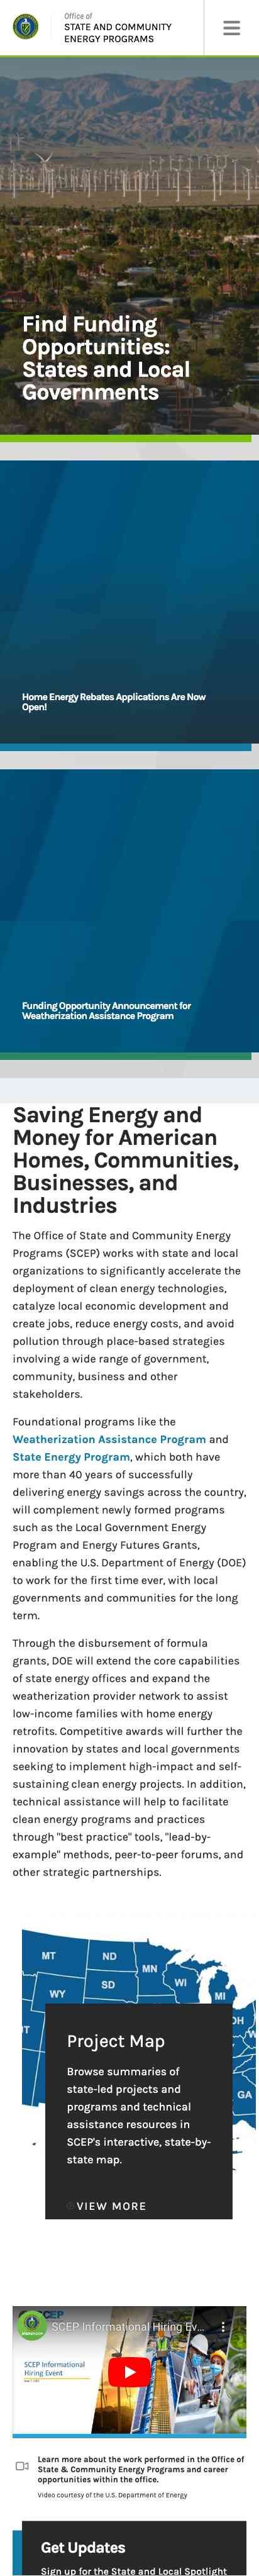 Office of
STATE AND COMMUNITY
ENERGY PROGRAMS
Find Funding
Opportunities:
States and Local
Governments
Home Energy Rebates Applications Are Now
Open!
Funding Opportunity Announcement for
Weatherization Assistance Program
Saving Energy and
Money for American
Homes, Communities,
Businesses, and
Industries
The Office of State and Community Energy
Programs (SCEP) works with state and local
organizations to significantly accelerate the
deployment of clean energy technologies,
catalyze local economic development and
create jobs, reduce energy costs, and avoid
pollution through place-based strategies
involving a wide range of government,
community, business and other
stakeholders.
Foundational programs like the
Weatherization Assistance Program and
State Energy Program, which both have
more than 40 years of successfully
delivering energy savings across the country,
will complement newly formed programs
such as the Local Government Energy
Program and Energy Futures Grants,
enabling the U.S. Department of Energy (DOE)
to work for the first time ever, with local
governments and communities for the long
term.
Through the disbursement of formula
grants, DOE will extend the core capabilities
of state energy offices and expand the
weatherization provider network to assist
low-income families with home energy
retrofits. Competitive awards will further the
innovation by states and local governments
seeking to implement high-impact and self-
sustaining clean energy projects. In addition,
technical assistance will help to facilitate
clean energy programs and practices
through "best practice" tools, "lead-by-
example" methods, peer-to-peer forums, and
other strategic partnerships.
MT ND MN
SD WI
WY MI
GA
Project Map
Browse summaries of
state-led projects and
programs and technical
assistance resources in
SCEP's interactive, state-by-
state map.
VIEW MORE
SCEP Informational Hiring Ev...
SCEP Informational
Hiring Event
Learn more about the work performed in the Office of
State & Community Energy Programs and career
opportunities within the office.
Video courtesy of the U.S. Department of Energy
Get Updates
Sign up for the State and Local Spotlight